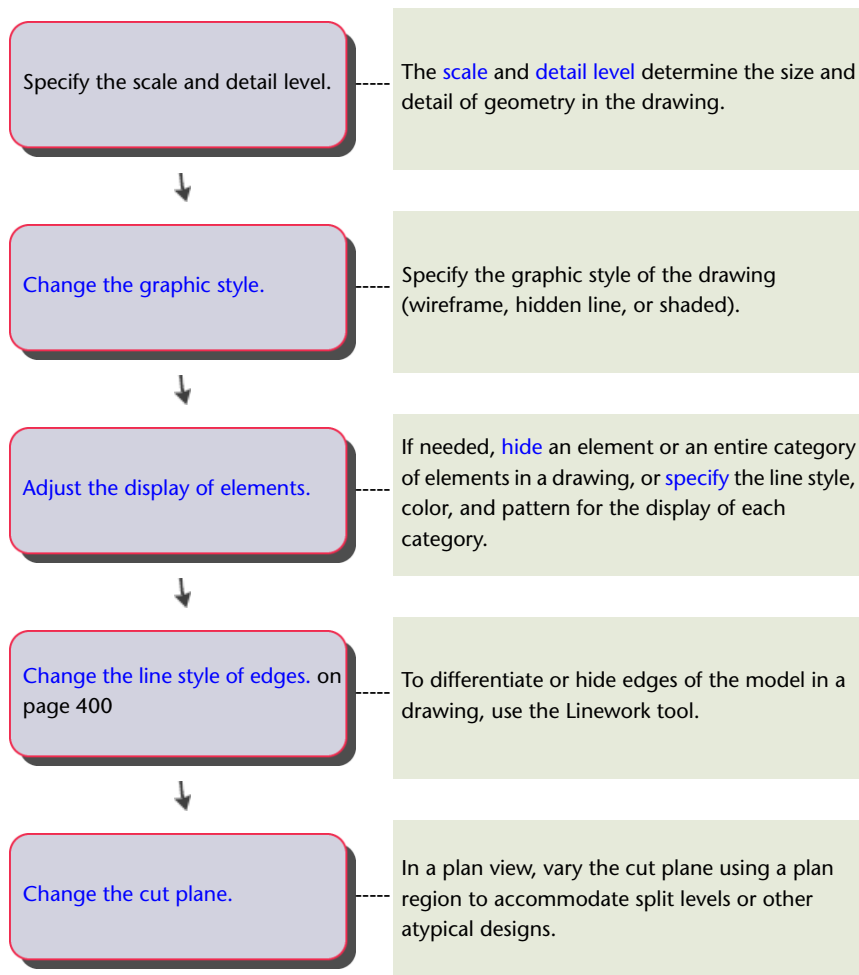 Specify the scale and detail level.
The scale and detail level determine the size and
detail of geometry in the drawing.
Change the graphic style.
Specify the graphic style of the drawing
(wireframe, hidden line, or shaded).
Adjust the display of elements.
If needed, hide an element or an entire category
of elements in a drawing, or specify the line style,
color, and pattern for the display of each
category.
Change the line style of edges. on
page 400
To differentiate or hide edges of the model in a
drawing, use the Linework tool.
Change the cut plane.
In a plan view, vary the cut plane using a plan
region to accommodate split levels or other
atypical designs.